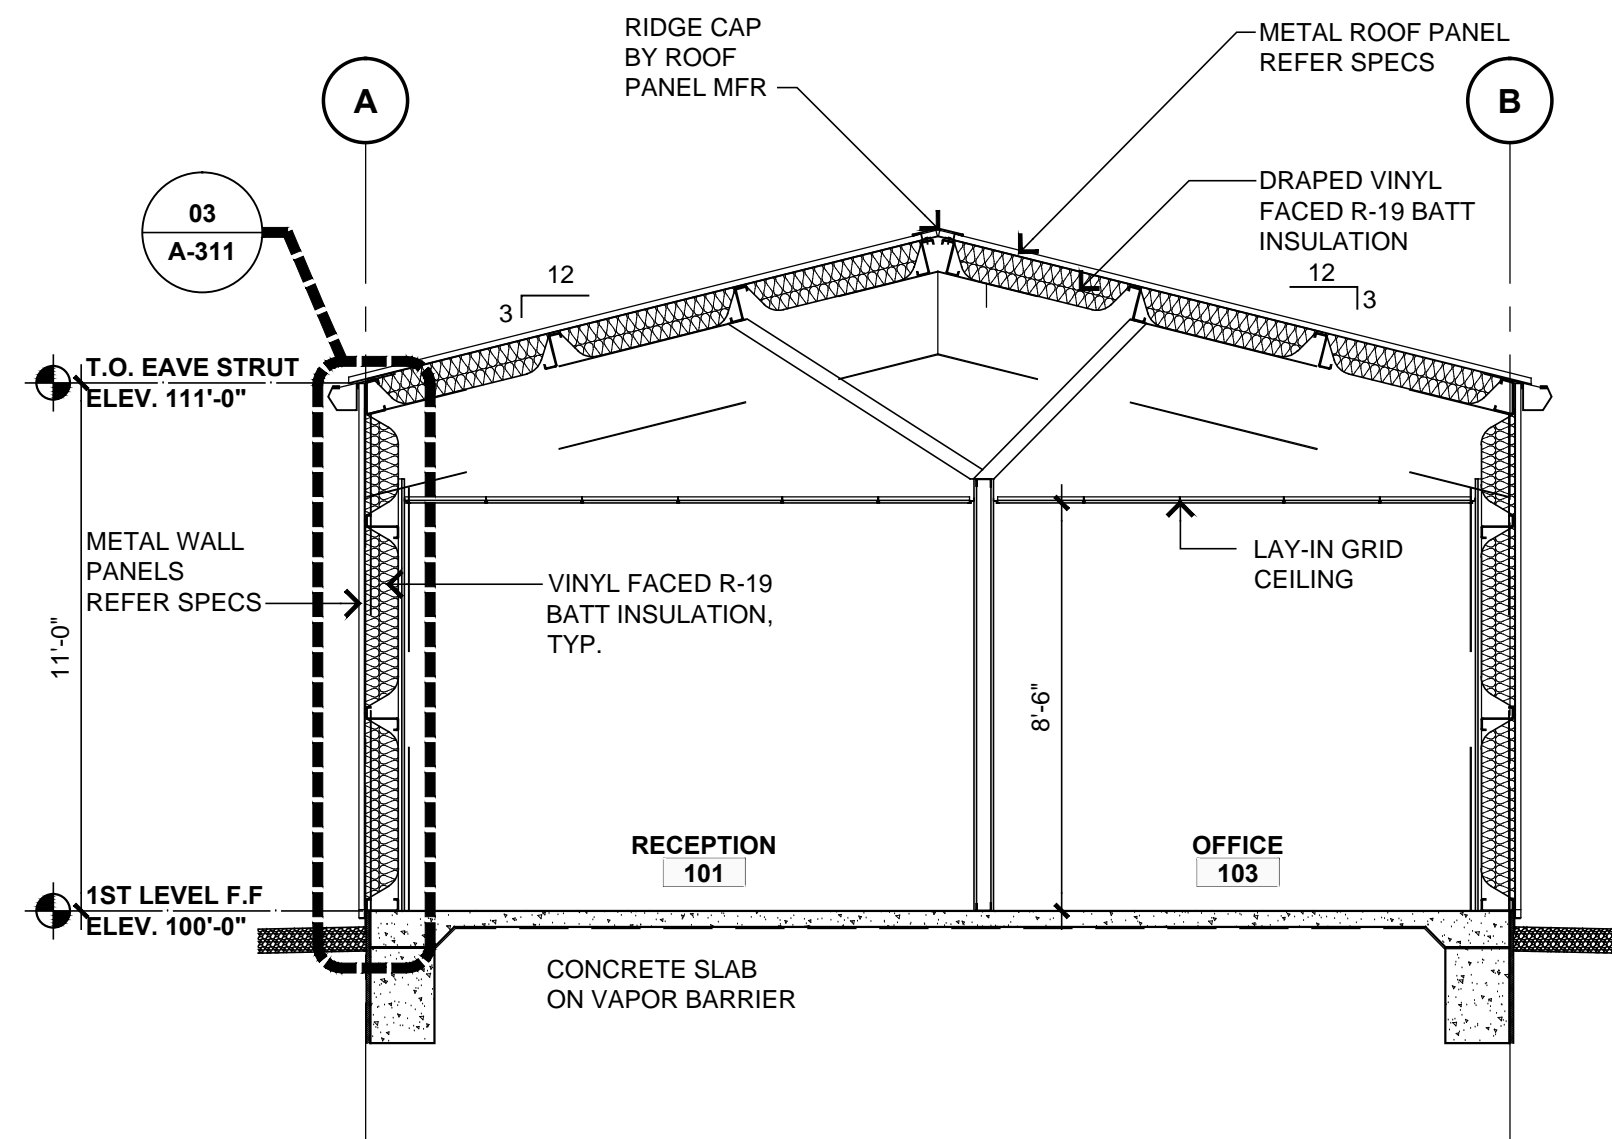 RIDGE CAP
BY ROOF
PANEL MFR
METAL ROOF PANEL
REFER SPECS
A
B
03
A-311
DRAPED VINYL
FACED R-19 BATT
INSULATION
12
3
12
3
T.O. EAVE STRUT
ELEV. 111'-0"
METAL WALL
PANELS
REFER SPECS
VINYL FACED R-19
BATT INSULATION,
TYP.
LAY-IN GRID
CEILING
11'-0"
8'-6"
RECEPTION
101
OFFICE
103
1ST LEVEL F.F
ELEV. 100'-0"
CONCRETE SLAB
ON VAPOR BARRIER